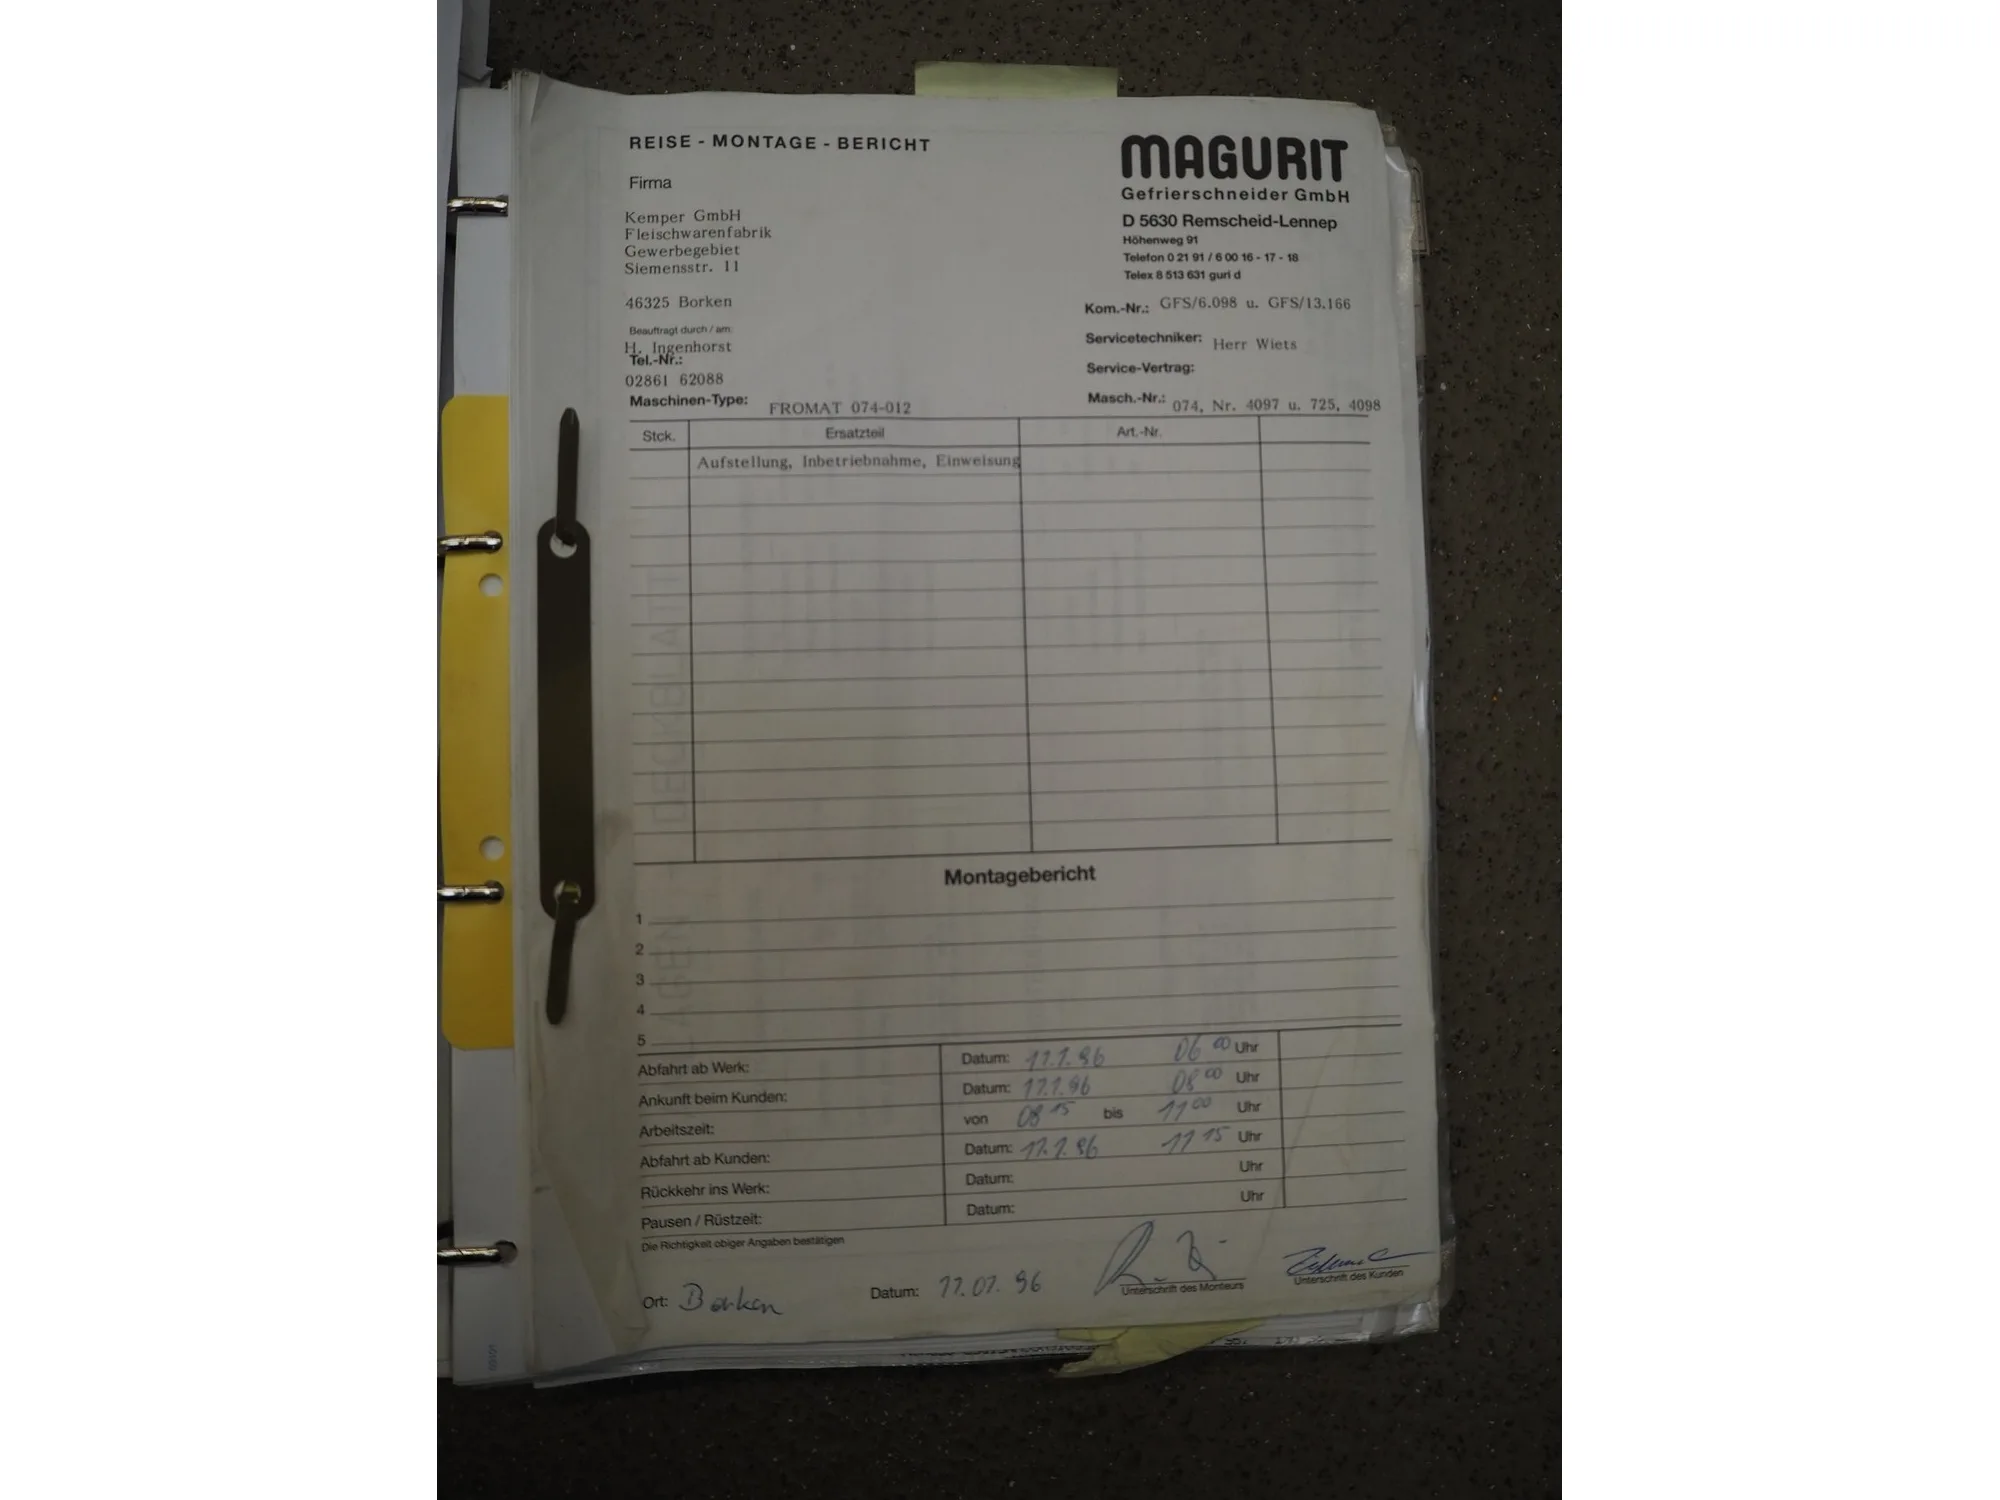 REISE - MONTAGE - BERICHT
MAGURIT
Gefrierschneider GmbH
D 5630 Remscheid-Lennep
Höhenweg 91
Telefon 0 21 91 / 6 00 16 - 17 - 18
Telex 8 513 631 guri d
Firma
Kemper GmbH
Fleischwarenfabrik
Gewerbegebiet
Siemensstr. 11
46325 Borken
Kom.-Nr.: GFS/6.098 u. GFS/13.166
Beauftragt durch / am:
H. Ingenhorst
Servicetechniker: Herr Wiets
Tel.-Nr.:
02861 62088
Service-Vertrag:
Maschinen-Type: FROMAT 074-012
Masch.-Nr.: 074, Nr. 4097 u. 725, 4098
Stck. Ersatzteil Art.-Nr.
Aufstellung, Inbetriebnahme, Einweisung
Montagebericht
1
2
3
4
5
Abfahrt ab Werk: Datum: 17.7.96 06 00 Uhr
Ankunft beim Kunden: Datum: 17.7.96 08 00 Uhr
Arbeitszeit: von 08 15 bis 11 00 Uhr
Abfahrt ab Kunden: Datum: 17.7.96 11 15 Uhr
Rückkehr ins Werk: Datum: Uhr
Pausen / Rüstzeit: Datum: Uhr
Die Richtigkeit obiger Angaben bestätigen
Ort: Borken Datum: 17.07.96
Unterschrift des Monteurs
Unterschrift des Kunden